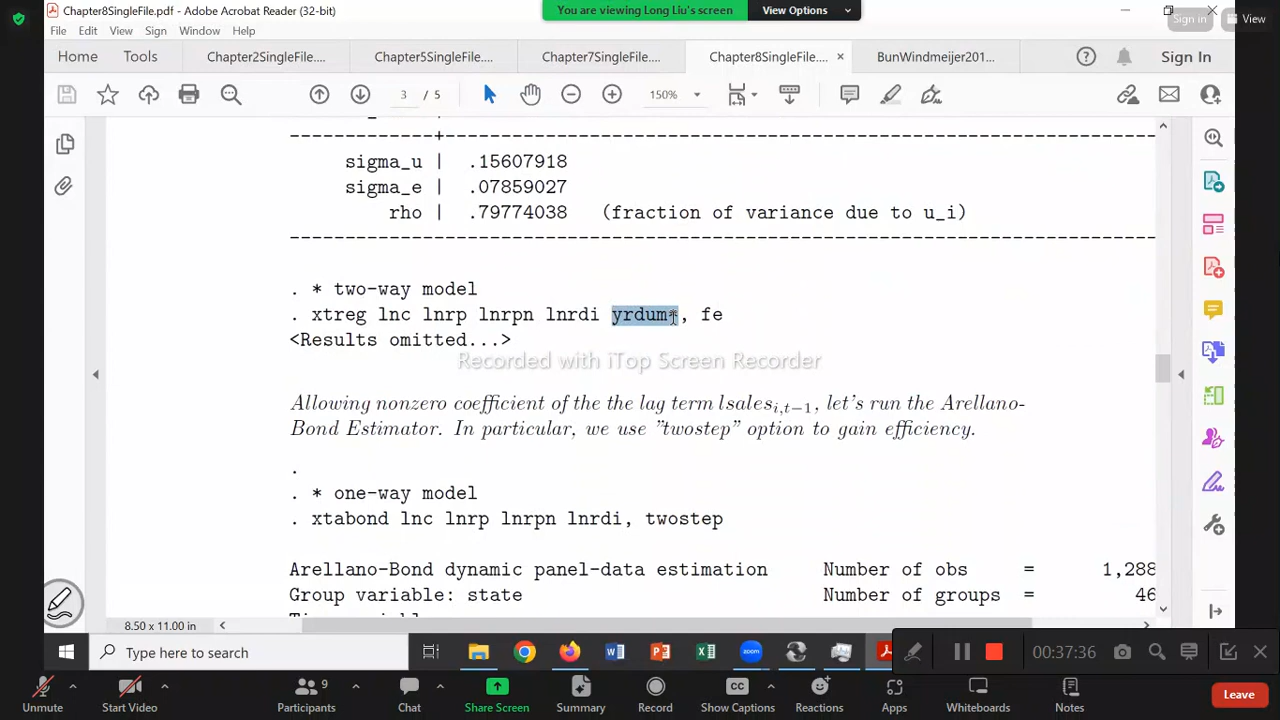 Chapter8SingleFile.pdf - Adobe Acrobat Reader (32-bit)
You are viewing Long Liu's screen
View Options
Sign in
View
File Edit View Sign Window Help
Home Tools Chapter2SingleFile.... Chapter5SingleFile.... Chapter7SingleFile.... Chapter8SingleFile.... × BunWindmeijer201... Sign In
3 / 5 150%
sigma_u | .15607918
sigma_e | .07859027
rho | .79774038 (fraction of variance due to u_i)
. * two-way model
. xtreg lnc lnrp lnrpn lnrdi yrdum*, fe
<Results omitted...>
Recorded with iTop Screen Recorder
Allowing nonzero coefficient of the the lag term lsales_{i,t−1}, let's run the Arellano-
Bond Estimator. In particular, we use "twostep" option to gain efficiency.
.
. * one-way model
. xtabond lnc lnrp lnrpn lnrdi, twostep
Arellano-Bond dynamic panel-data estimation Number of obs = 1,288
Group variable: state Number of groups = 46
8.50 x 11.00 in
Type here to search
zoom
00:37:36
Unmute Start Video Participants 9 Chat Share Screen Summary Record Show Captions Reactions Apps Whiteboards Notes Leave